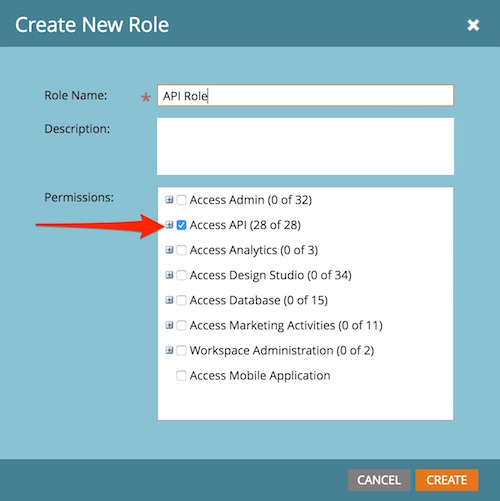 Create New Role
Role Name: * API Role
Description:
Permissions:
Access Admin (0 of 32)
Access API (28 of 28)
Access Analytics (0 of 3)
Access Design Studio (0 of 34)
Access Database (0 of 15)
Access Marketing Activities (0 of 11)
Workspace Administration (0 of 2)
Access Mobile Application
CANCEL CREATE